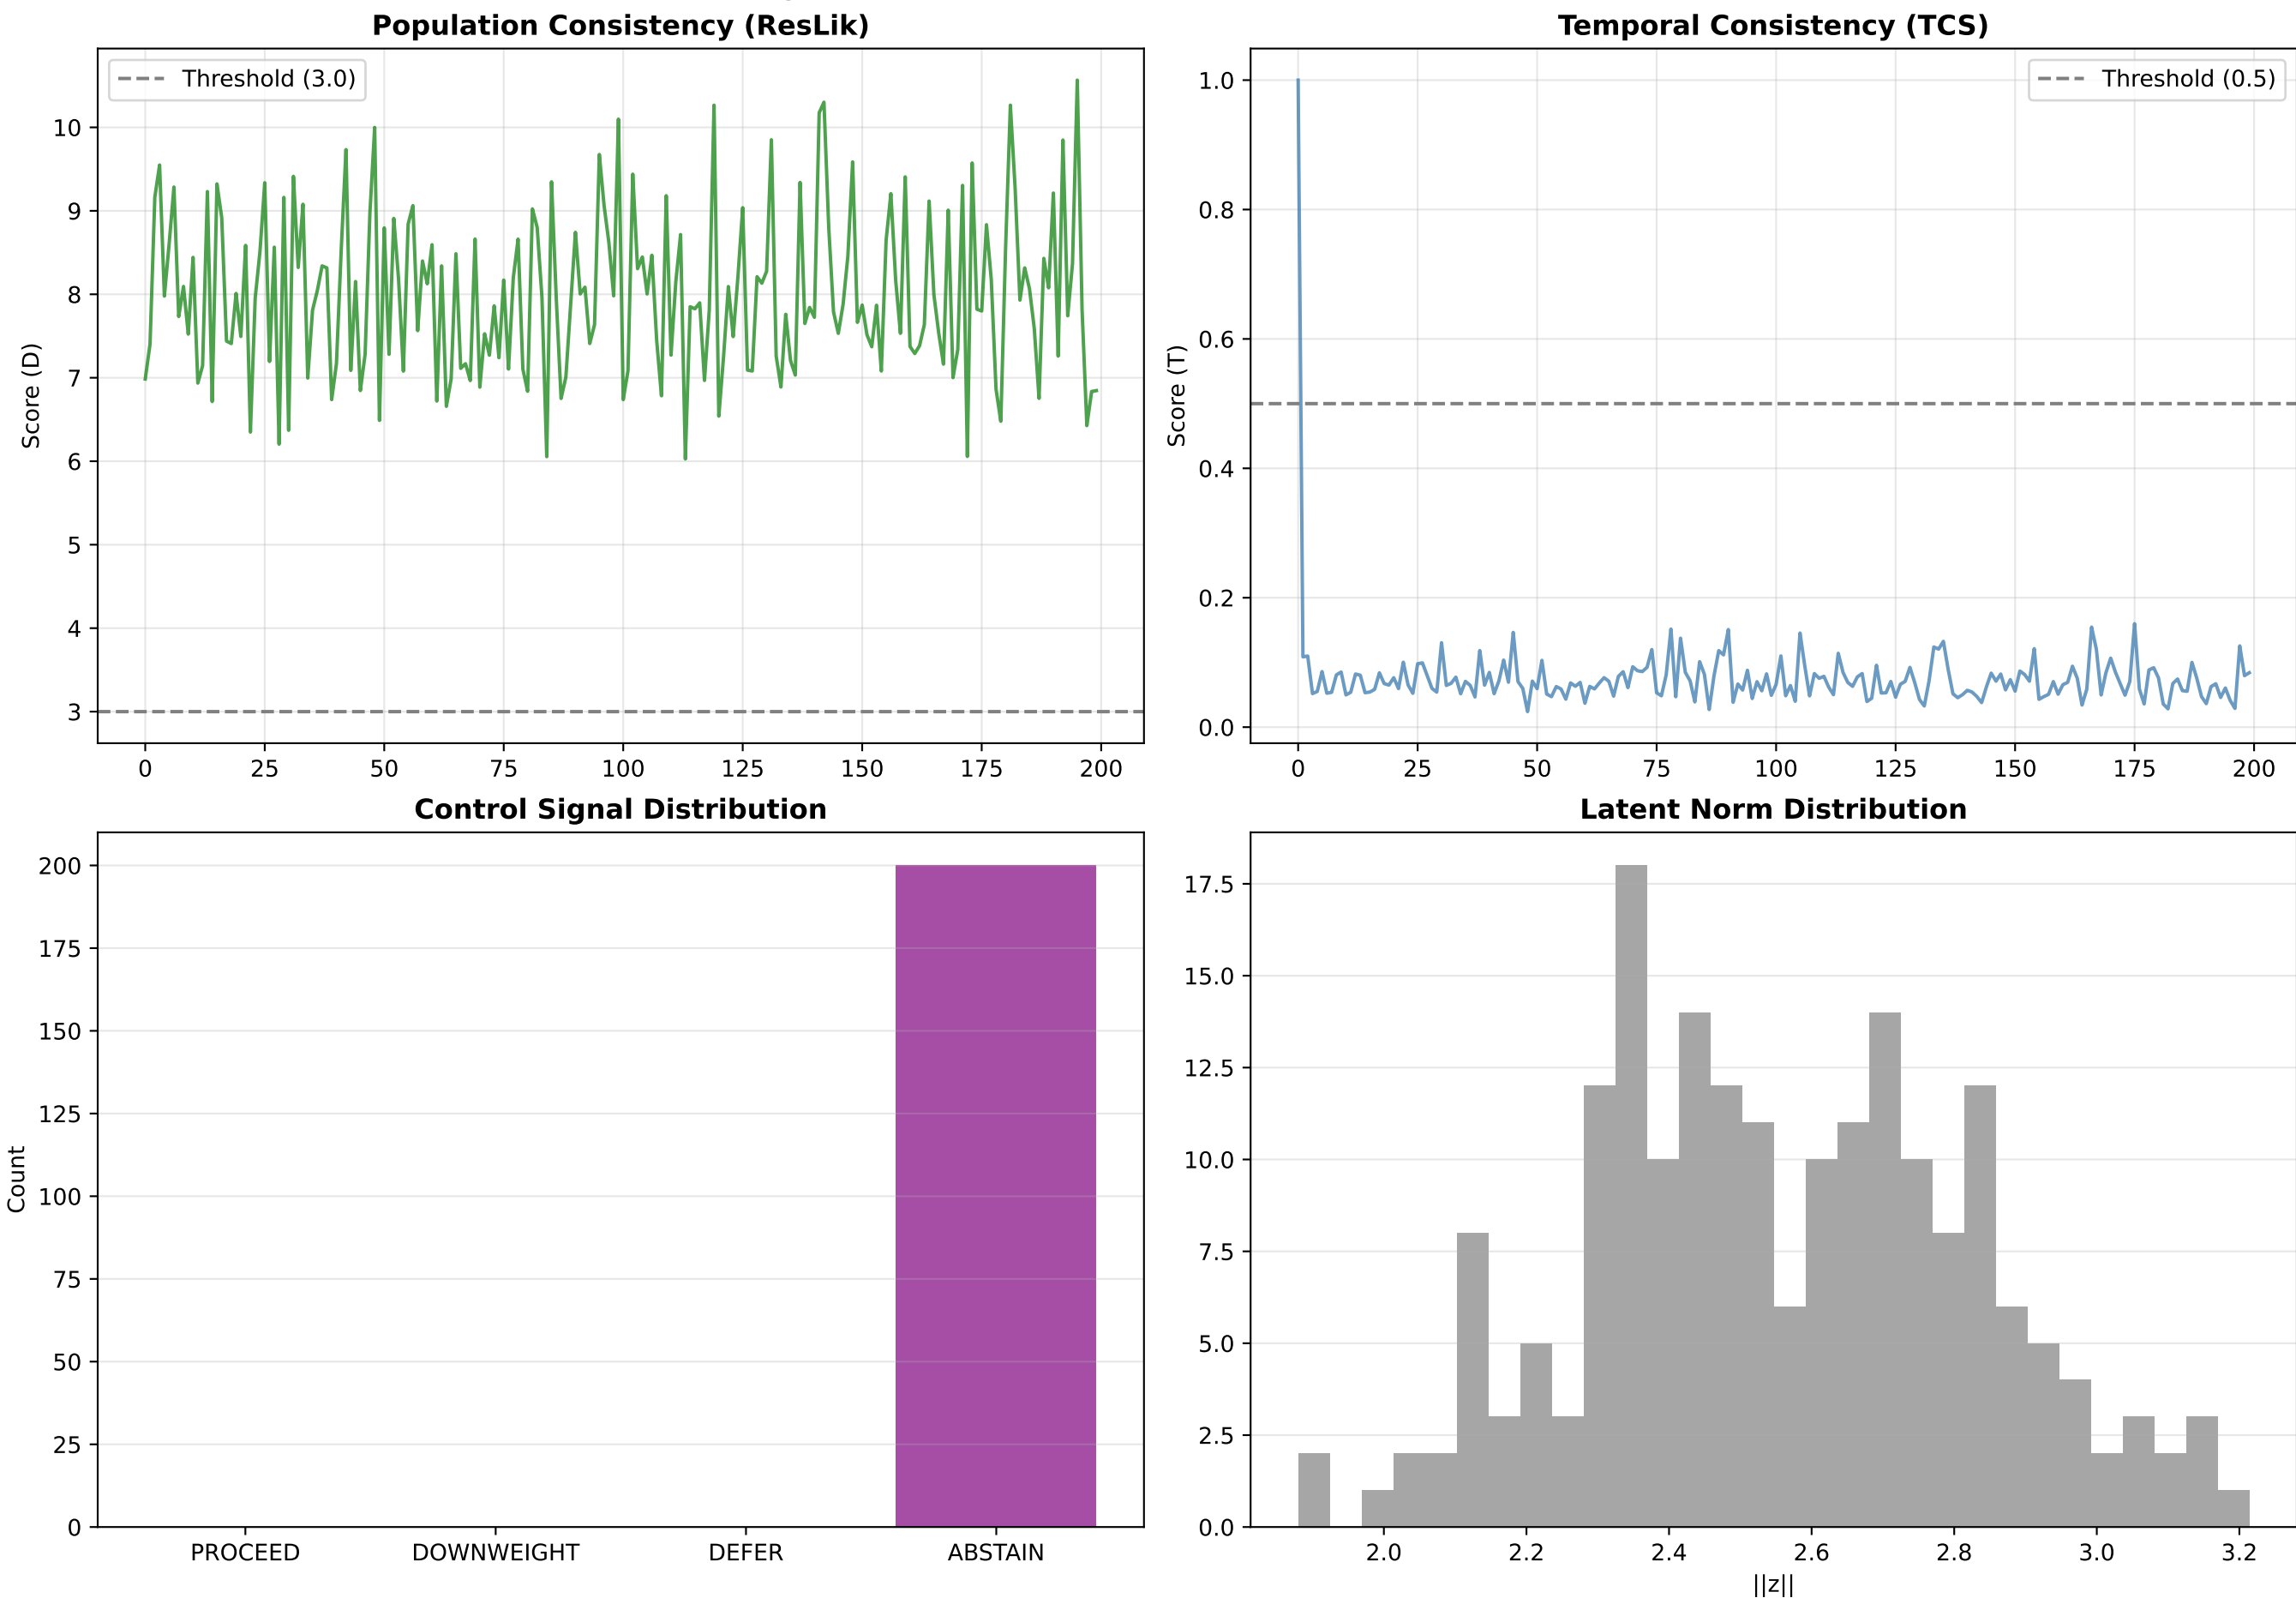 Population Consistency (ResLik)
Threshold (3.0)
Score (D)
10
9
8
7
6
5
4
3
0 25 50 75 100 125 150 175 200
Temporal Consistency (TCS)
Threshold (0.5)
Score (T)
1.0
0.8
0.6
0.4
0.2
0.0
0 25 50 75 100 125 150 175 200
Control Signal Distribution
Count
200
175
150
125
100
75
50
25
0
PROCEED DOWNWEIGHT DEFER ABSTAIN
Latent Norm Distribution
17.5
15.0
12.5
10.0
7.5
5.0
2.5
0.0
2.0 2.2 2.4 2.6 2.8 3.0 3.2
||z||